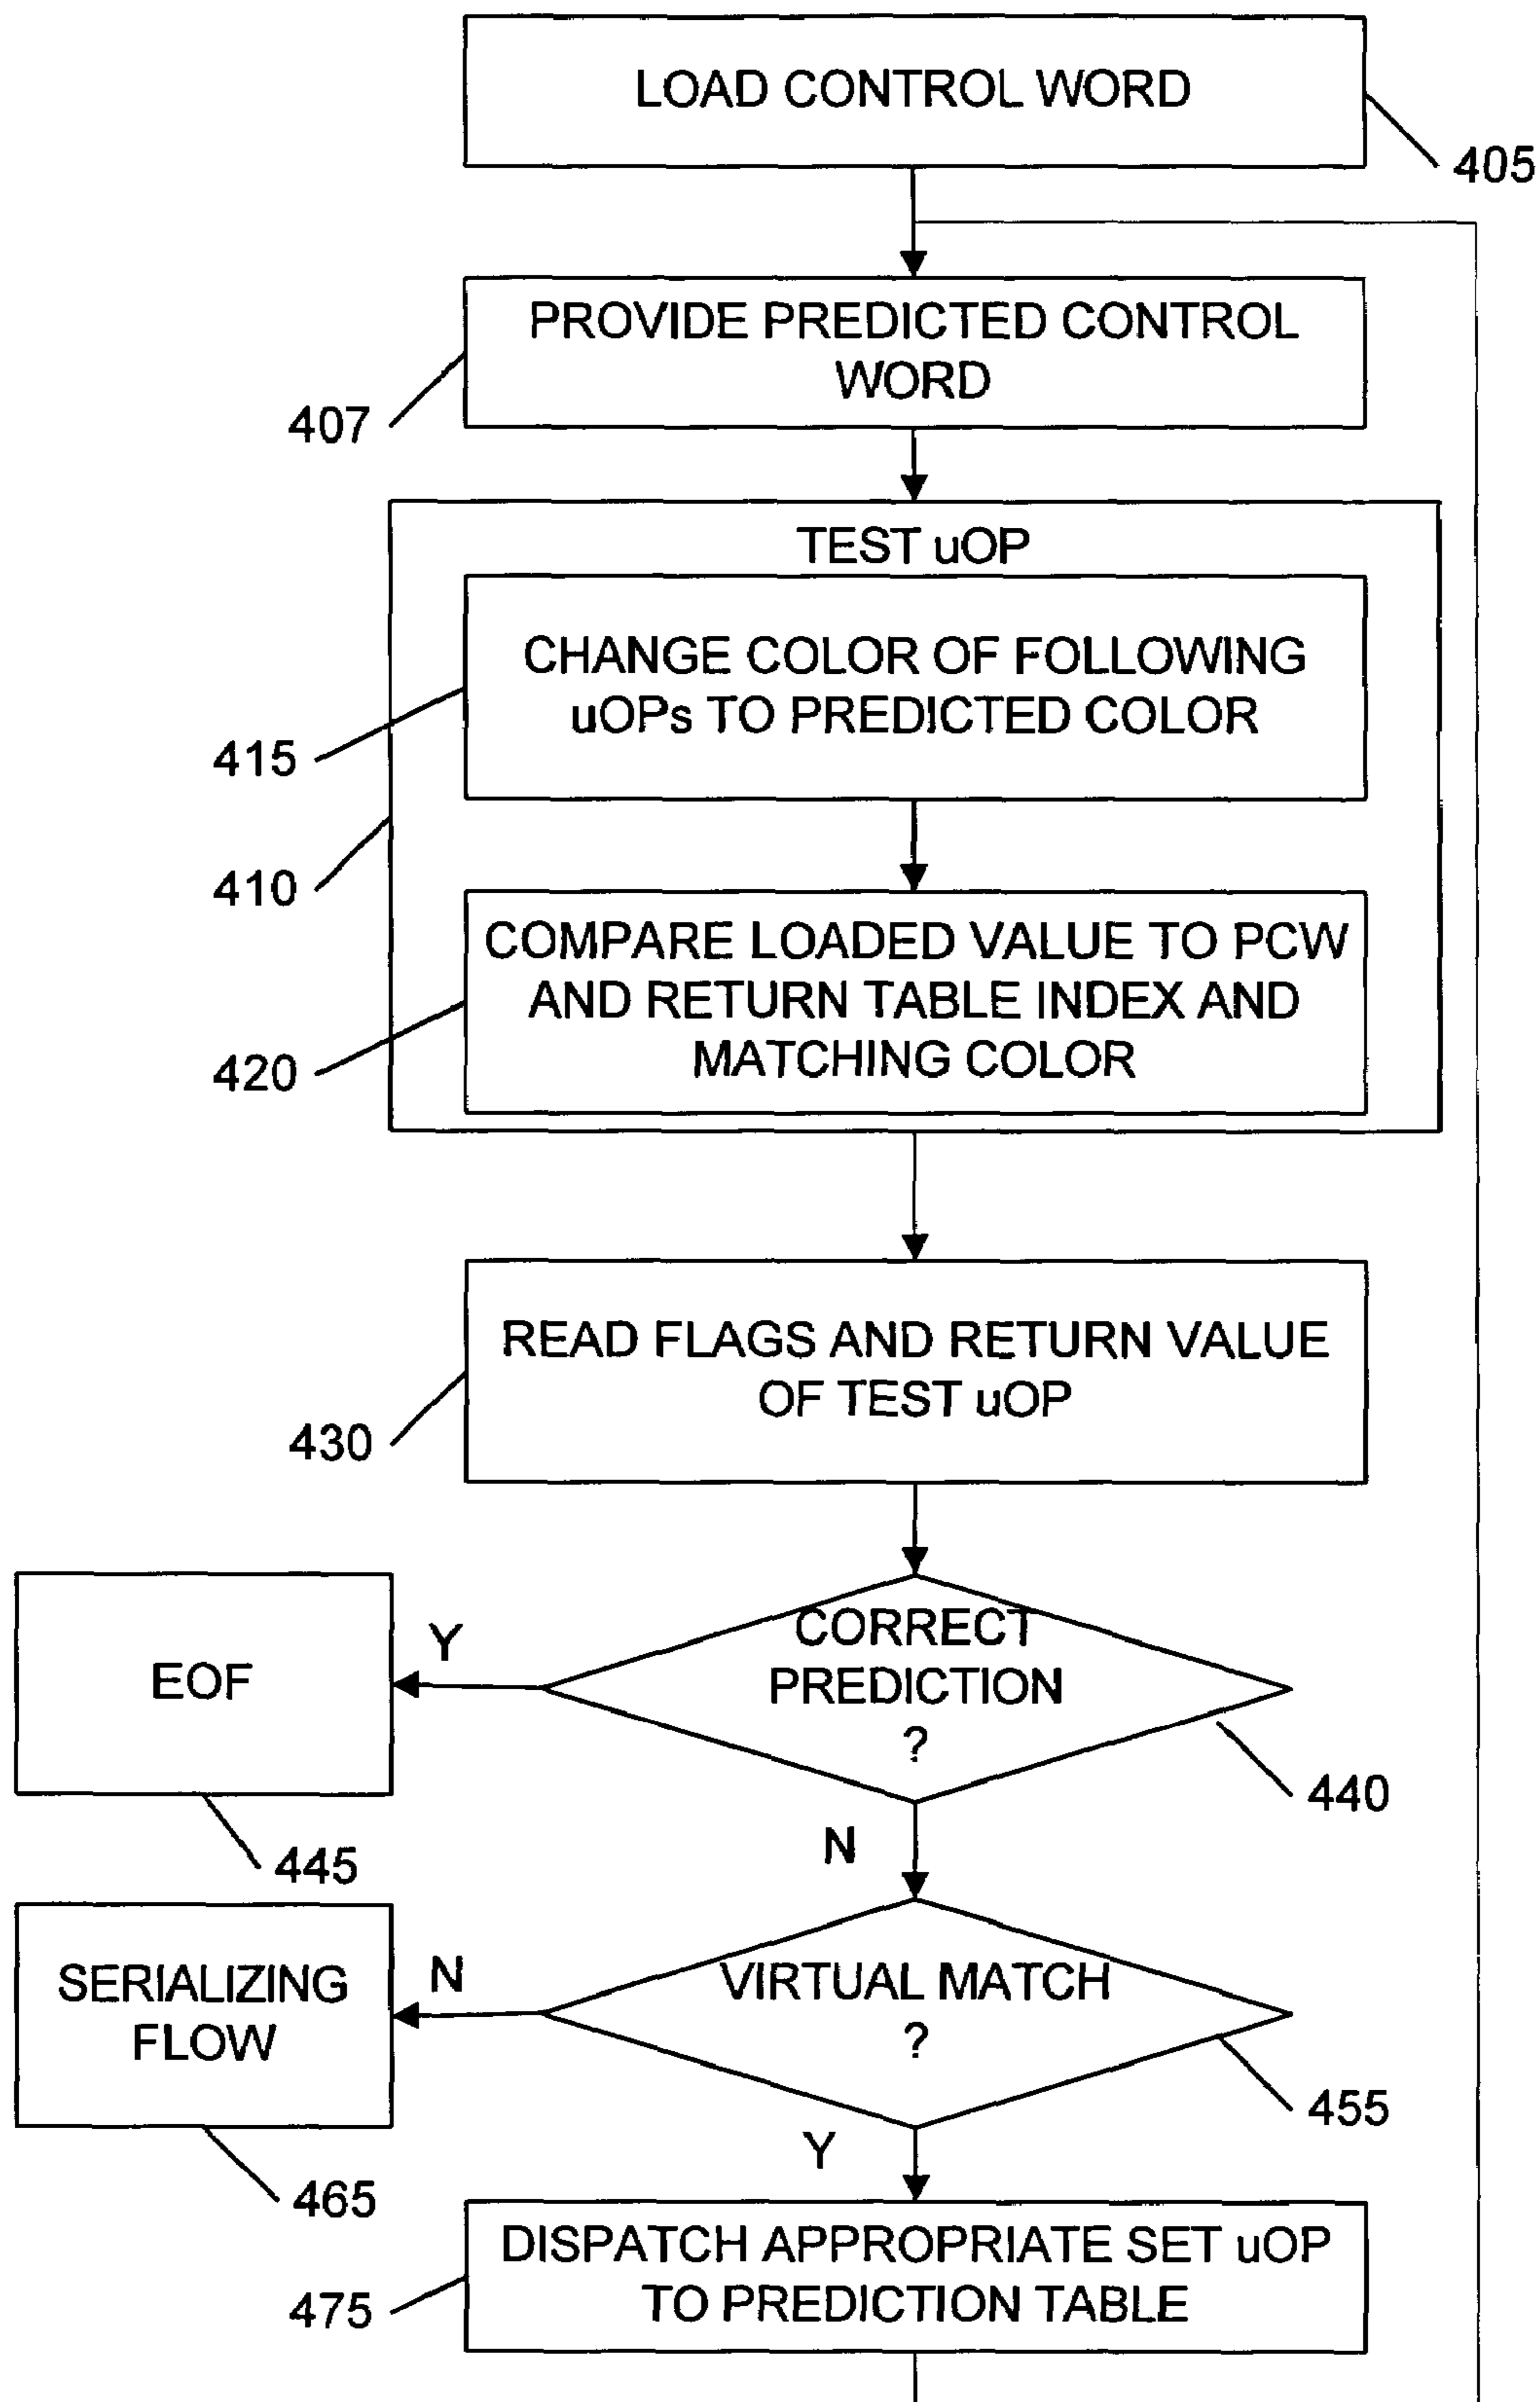 LOAD CONTROL WORD
405
PROVIDE PREDICTED CONTROL
WORD
407
TEST uOP
CHANGE COLOR OF FOLLOWING
uOPs TO PREDICTED COLOR
415
410
COMPARE LOADED VALUE TO PCW
AND RETURN TABLE INDEX AND
MATCHING COLOR
420
READ FLAGS AND RETURN VALUE
OF TEST uOP
430
CORRECT
PREDICTION
?
Y
EOF
440
445
N
VIRTUAL MATCH
?
N
SERIALIZING
FLOW
455
465
Y
DISPATCH APPROPRIATE SET uOP
TO PREDICTION TABLE
475